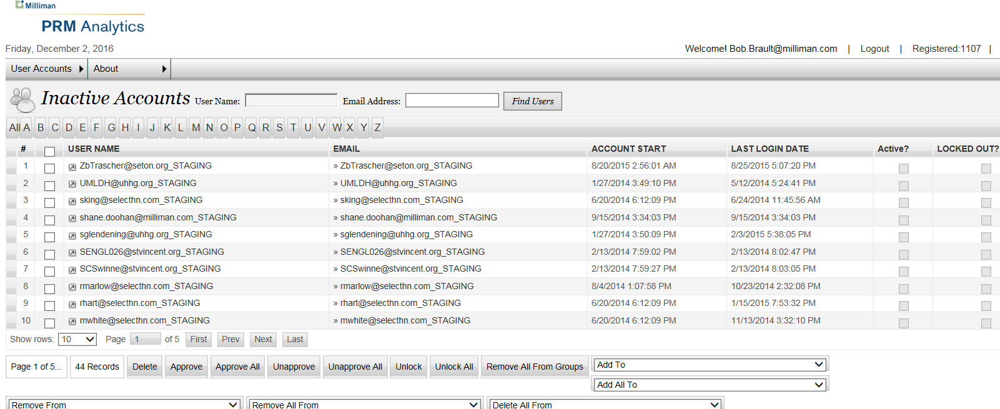 Milliman
PRM Analytics
Friday, December 2, 2016 Welcome! Bob.Brault@milliman.com | Logout | Registered:1107 |
User Accounts About
Inactive Accounts User Name: Email Address: Find Users
All A B C D E F G H I J K L M N O P Q R S T U V W X Y Z
# USER NAME EMAIL ACCOUNT START LAST LOGIN DATE Active? LOCKED OUT?
1 ZbTrascher@seton.org_STAGING » ZbTrascher@seton.org_STAGING 8/20/2015 2:56:01 AM 8/25/2015 5:07:20 PM
2 UMLDH@uhhg.org_STAGING » UMLDH@uhhg.org_STAGING 1/27/2014 3:49:10 PM 5/12/2014 5:24:41 PM
3 sking@selecthn.com_STAGING » sking@selecthn.com_STAGING 6/20/2014 6:12:09 PM 6/24/2014 11:45:56 AM
4 shane.doohan@milliman.com_STAGING » shane.doohan@milliman.com_STAGING 9/15/2014 3:34:03 PM 9/15/2014 3:34:03 PM
5 sglendening@uhhg.org_STAGING » sglendening@uhhg.org_STAGING 1/27/2014 3:50:09 PM 2/3/2015 5:38:05 PM
6 SENGL026@stvincent.org_STAGING » SENGL026@stvincent.org_STAGING 2/13/2014 7:59:02 PM 2/13/2014 8:02:47 PM
7 SCSwinne@stvincent.org_STAGING » SCSwinne@stvincent.org_STAGING 2/13/2014 7:59:27 PM 2/13/2014 8:03:05 PM
8 rmarlow@selecthn.com_STAGING » rmarlow@selecthn.com_STAGING 8/4/2014 1:07:58 PM 10/23/2014 2:32:08 PM
9 rhart@selecthn.com_STAGING » rhart@selecthn.com_STAGING 6/20/2014 6:12:09 PM 1/15/2015 7:53:32 PM
10 mwhite@selecthn.com_STAGING » mwhite@selecthn.com_STAGING 6/20/2014 6:12:09 PM 11/13/2014 3:32:10 PM
Show rows: 10 Page 1 of 5 First Prev Next Last
Page 1 of 5... 44 Records Delete Approve Approve All Unapprove Unapprove All Unlock Unlock All Remove All From Groups Add To
Add All To
Remove From Remove All From Delete All From